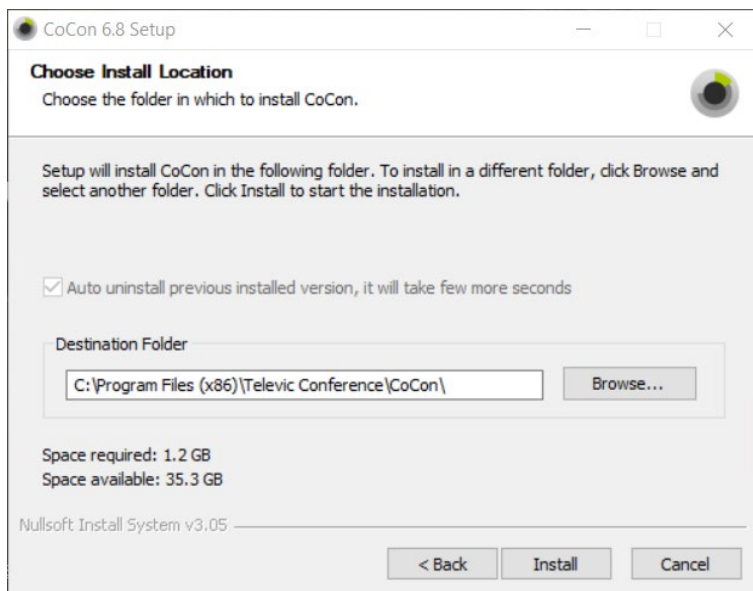 CoCon 6.8 Setup
Choose Install Location
Choose the folder in which to install CoCon.
Setup will install CoCon in the following folder. To install in a different folder, click Browse and
select another folder. Click Install to start the installation.
Auto uninstall previous installed version, it will take few more seconds
Destination Folder
C:\Program Files (x86)\Televic Conference\CoCon\
Browse...
Space required: 1.2 GB
Space available: 35.3 GB
Nullsoft Install System v3.05
< Back
Install
Cancel